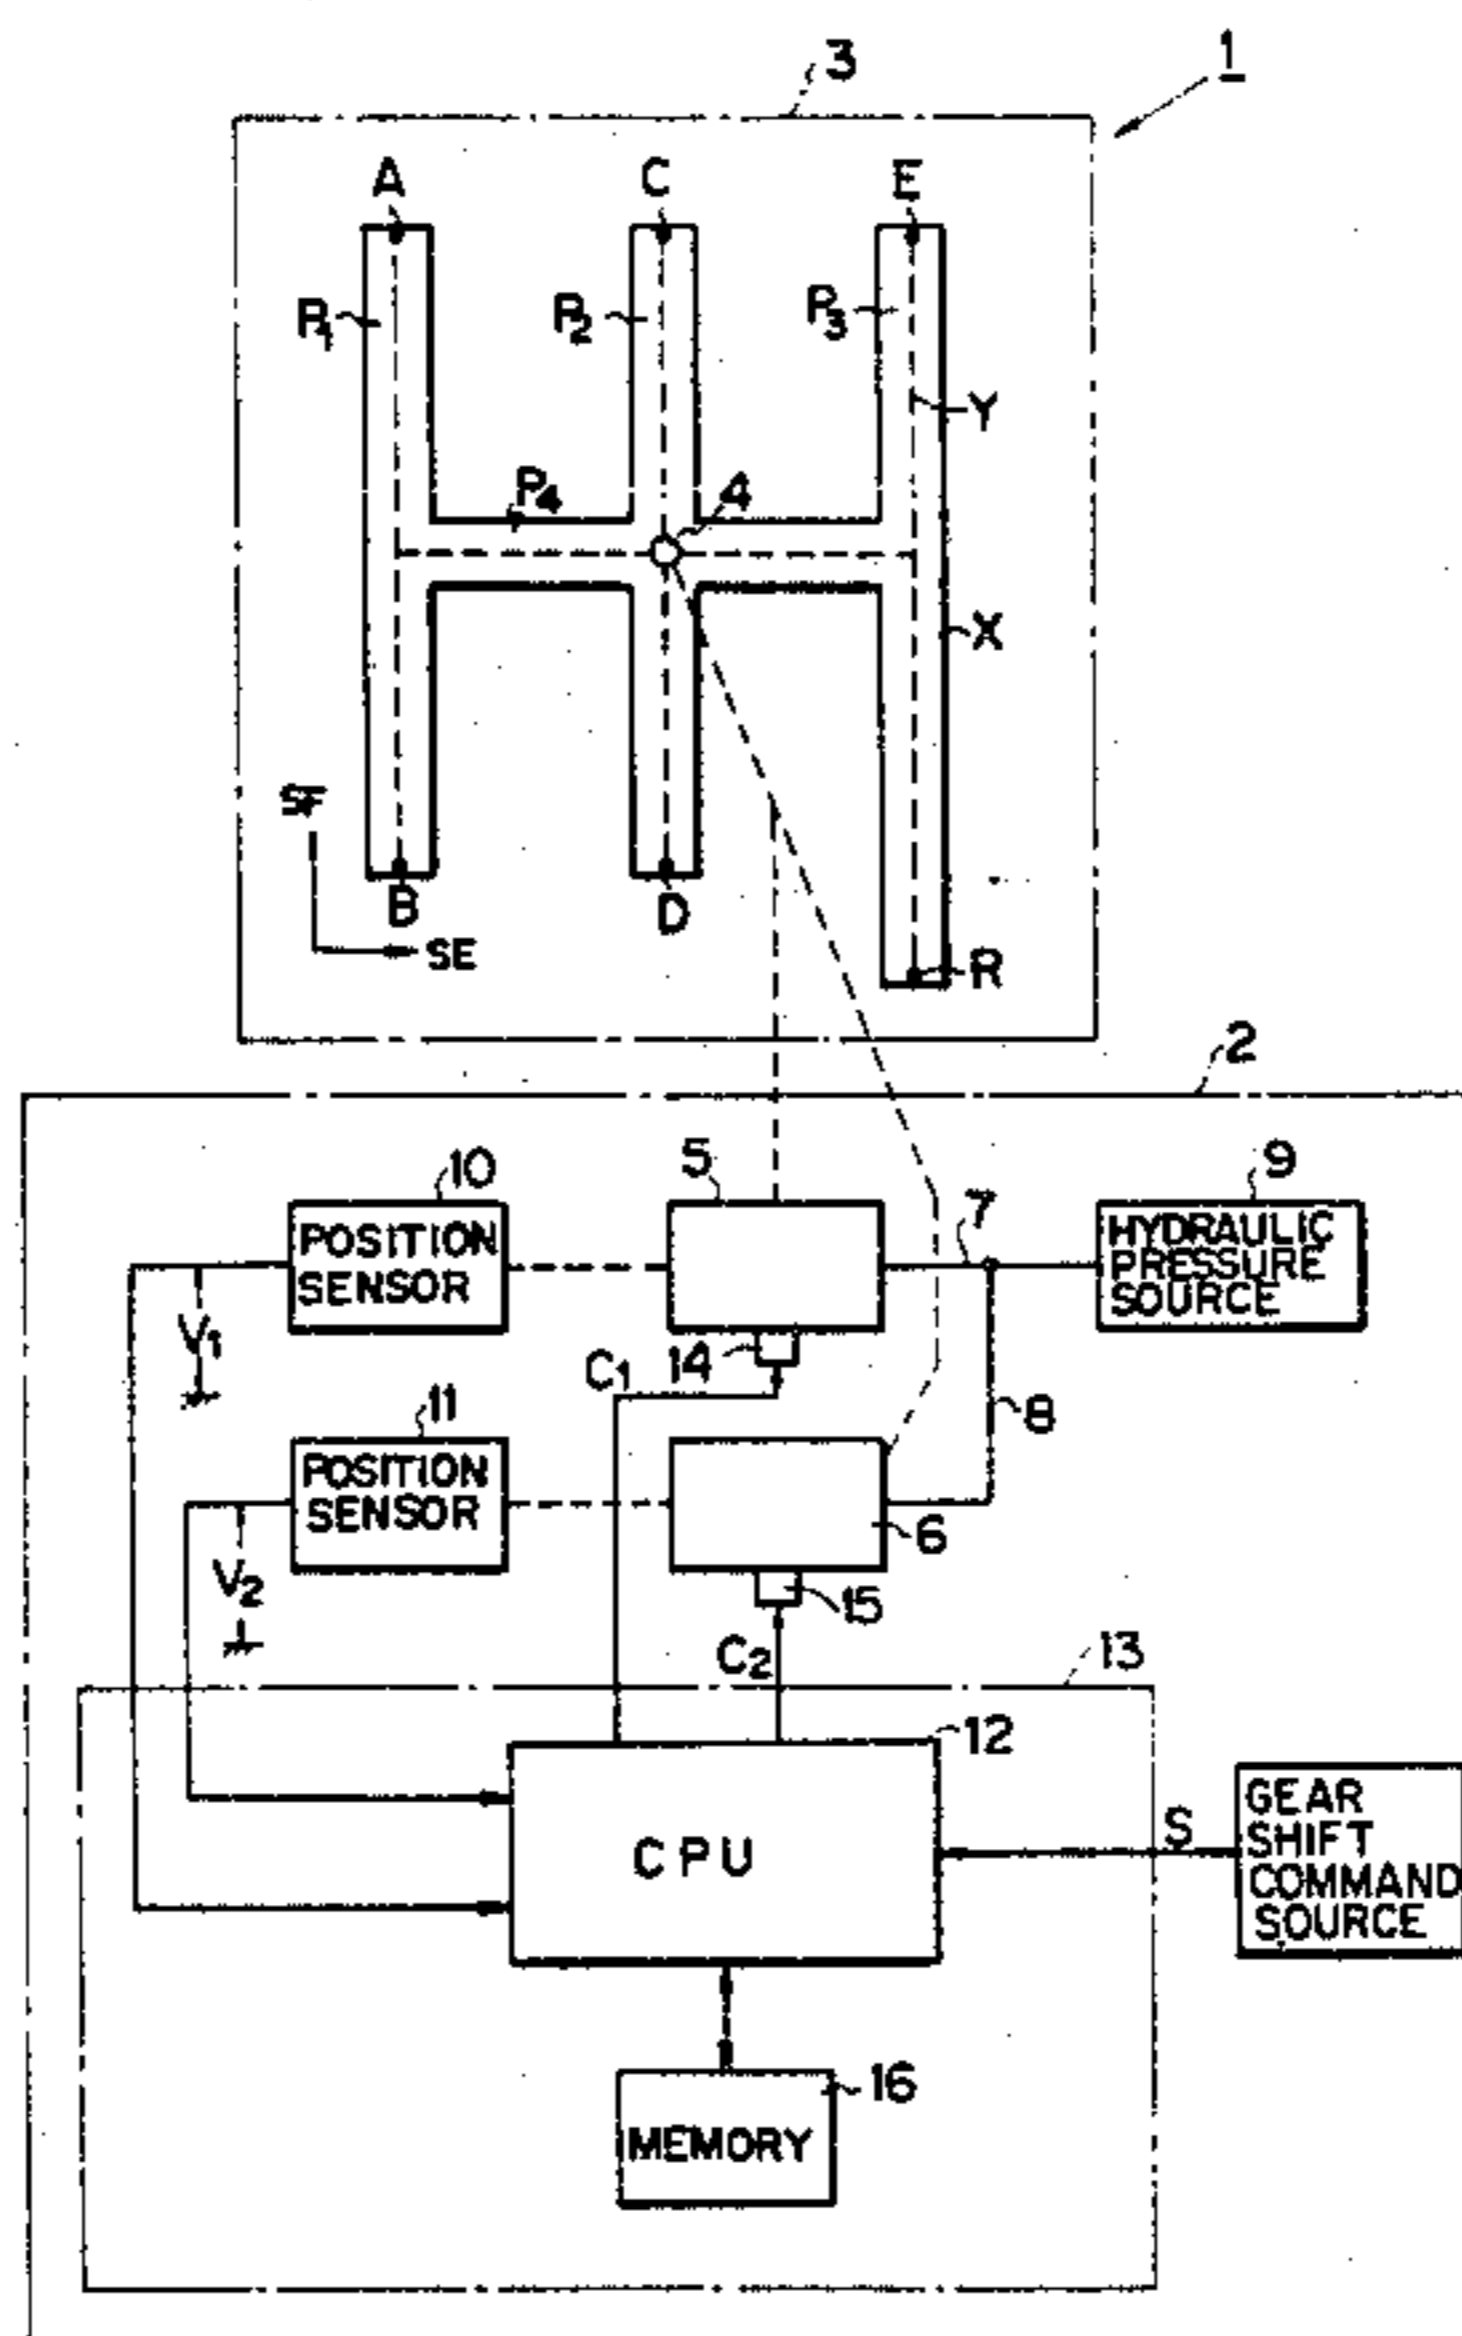 3
1
A
C
E
P1
P2
P3
Y
P4
4
X
SF
B
D
SE
R
2
10
5
7
9
POSITION
SENSOR
HYDRAULIC
PRESSURE
SOURCE
V1
14
C1
11
8
POSITION
SENSOR
6
V2
15
C2
13
12
CPU
S
GEAR
SHIFT
COMMAND
SOURCE
16
MEMORY